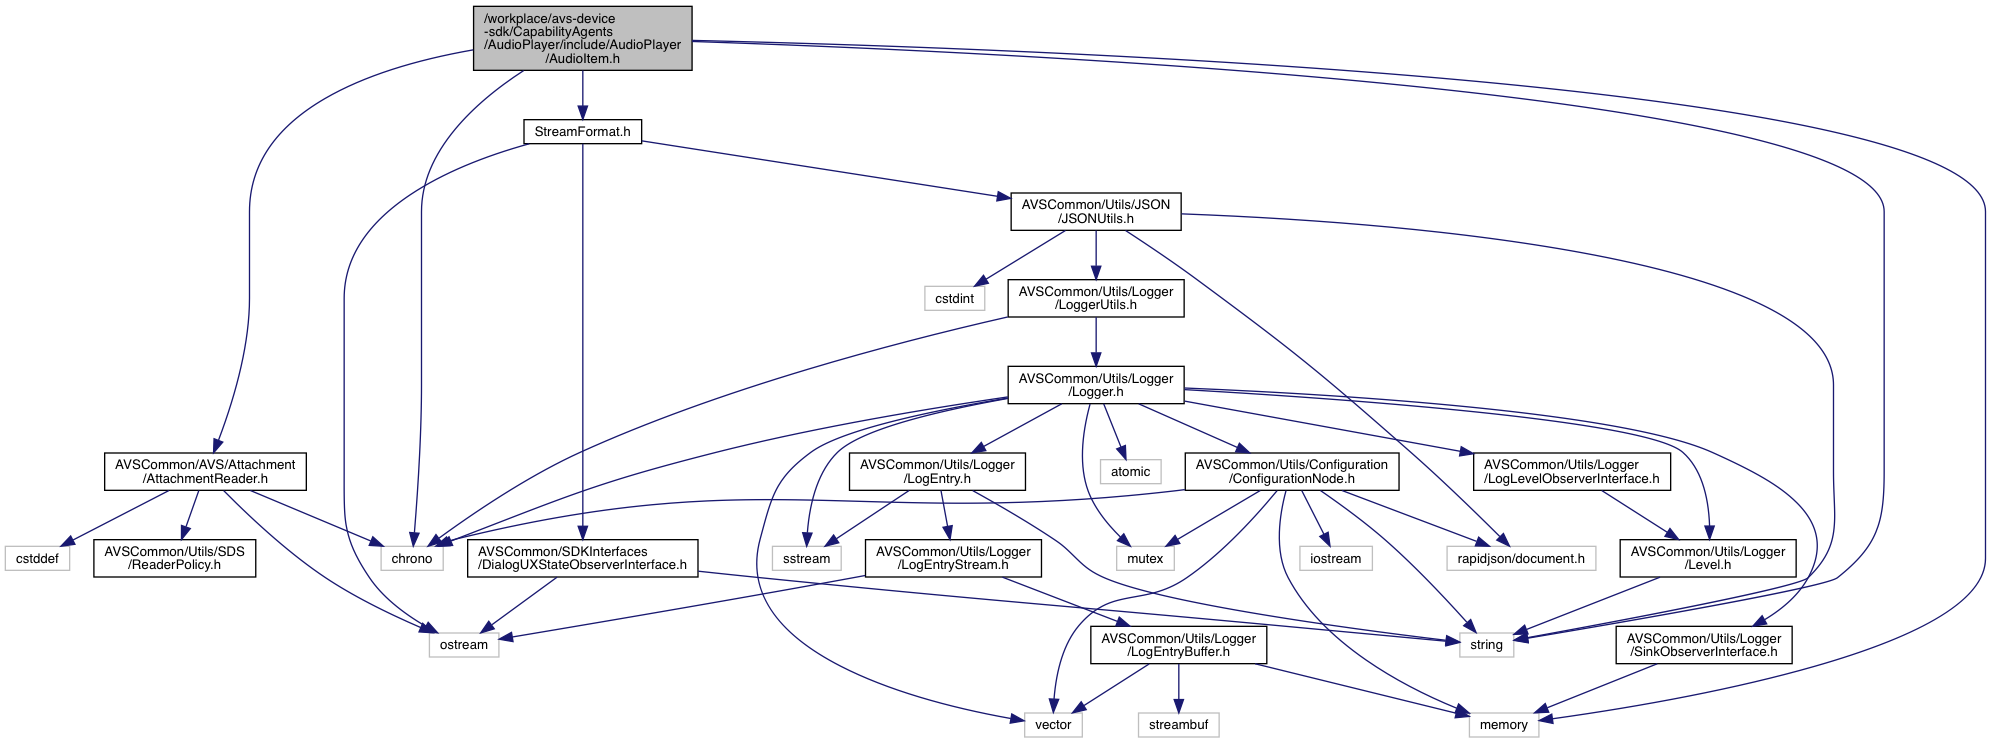 /workplace/avs-device
-sdk/CapabilityAgents
/AudioPlayer/include/AudioPlayer
/AudioItem.h
StreamFormat.h
AVSCommon/Utils/JSON
/JSONUtils.h
cstdint
AVSCommon/Utils/Logger
/LoggerUtils.h
AVSCommon/Utils/Logger
/Logger.h
AVSCommon/AVS/Attachment
/AttachmentReader.h
AVSCommon/Utils/Logger
/LogEntry.h
atomic
AVSCommon/Utils/Configuration
/ConfigurationNode.h
AVSCommon/Utils/Logger
/LogLevelObserverInterface.h
cstddef
AVSCommon/Utils/SDS
/ReaderPolicy.h
chrono
AVSCommon/SDKInterfaces
/DialogUXStateObserverInterface.h
sstream
AVSCommon/Utils/Logger
/LogEntryStream.h
mutex
iostream
rapidjson/document.h
AVSCommon/Utils/Logger
/Level.h
ostream
AVSCommon/Utils/Logger
/LogEntryBuffer.h
string
AVSCommon/Utils/Logger
/SinkObserverInterface.h
vector
streambuf
memory